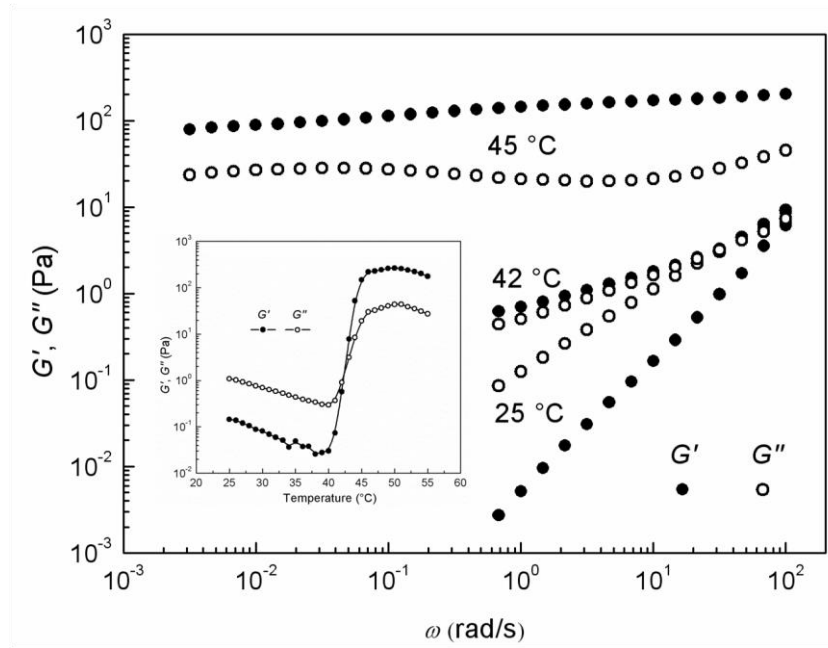 10³
10²
10¹
10⁰
10⁻¹
10⁻²
10⁻³
G′, G″ (Pa)
45 °C
42 °C
25 °C
G′ G″
10⁻³ 10⁻² 10⁻¹ 10⁰ 10¹ 10²
ω (rad/s)
10³
10²
10¹
10⁰
10⁻¹
10⁻²
G′, G″ (Pa)
G′ G″
20 25 30 35 40 45 50 55 60
Temperature (°C)